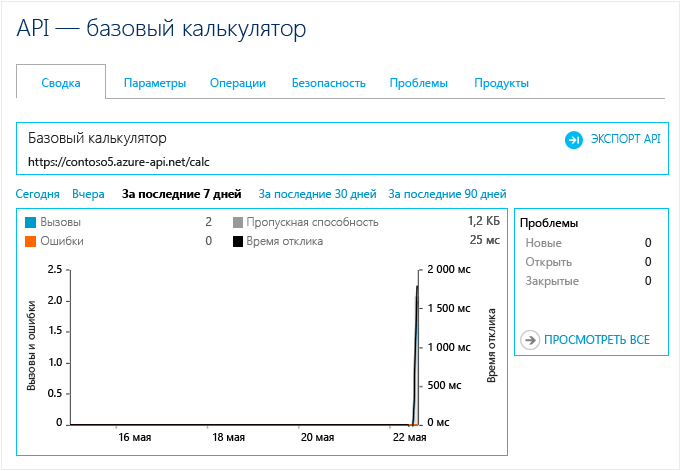 API — базовый калькулятор
Сводка Параметры Операции Безопасность Проблемы Продукты
Базовый калькулятор
ЭКСПОРТ API
https://contoso5.azure-api.net/calc
Сегодня Вчера За последние 7 дней За последние 30 дней За последние 90 дней
Вызовы 2 Пропускная способность 1,2 КБ
Ошибки 0 Время отклика 25 мс
2.5 2 000 мс
2.0 1 500 мс
1.5
1.0 1 000 мс
0.5 500 мс
0 0 мс
Вызовы и ошибки
Время отклика
16 мая 18 мая 20 мая 22 мая
Проблемы
Новые 0
Открыть 0
Закрытые 0
ПРОСМОТРЕТЬ ВСЕ